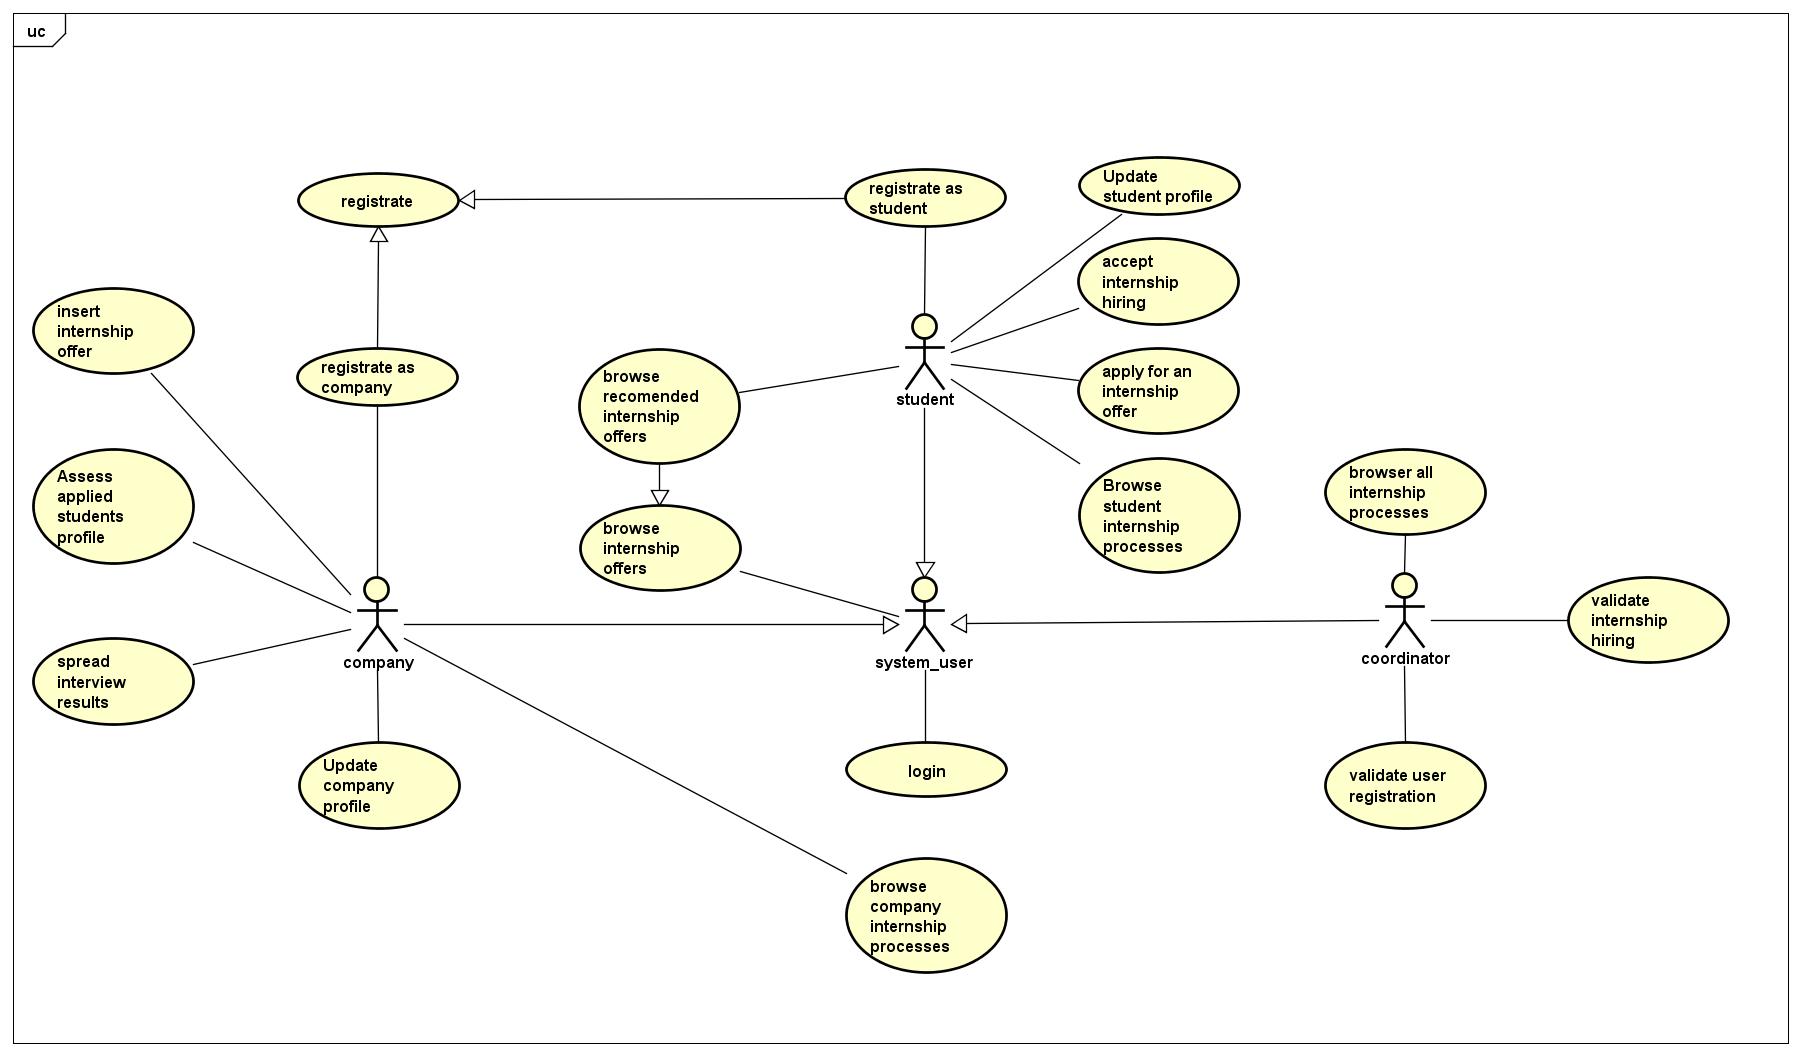 uc
registrate
registrate as
student
Update
student profile
accept
internship
hiring
insert
internship
offer
registrate as
company
browse
recomended
internship
offers
student
apply for an
internship
offer
Assess
applied
students
profile
browse
internship
offers
Browse
student
internship
processes
browser all
internship
processes
validate
internship
hiring
company
system_user
coordinator
spread
interview
results
Update
company
profile
login
validate user
registration
browse
company
internship
processes